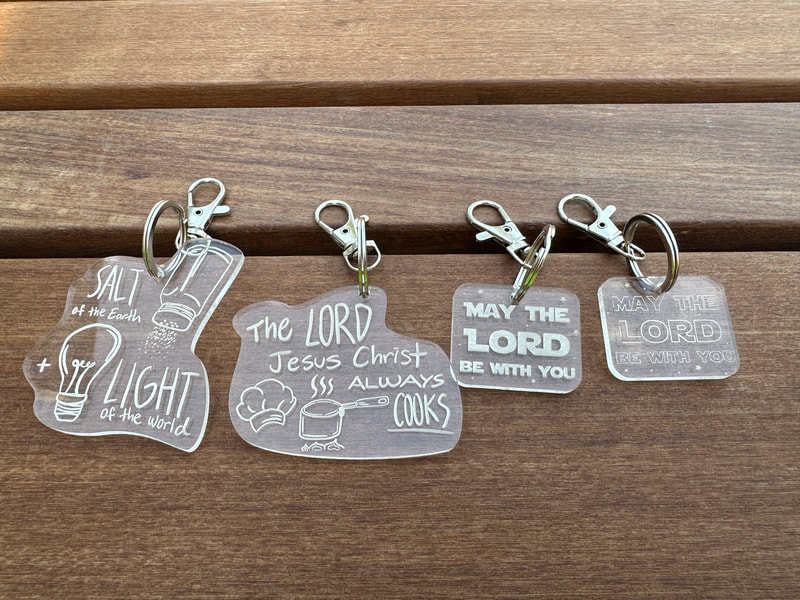 SALT
of the Earth
+
LIGHT
of the world
The LORD
Jesus Christ
ALWAYS
COOKS
MAY THE
LORD
BE WITH YOU
MAY THE
LORD
BE WITH YOU